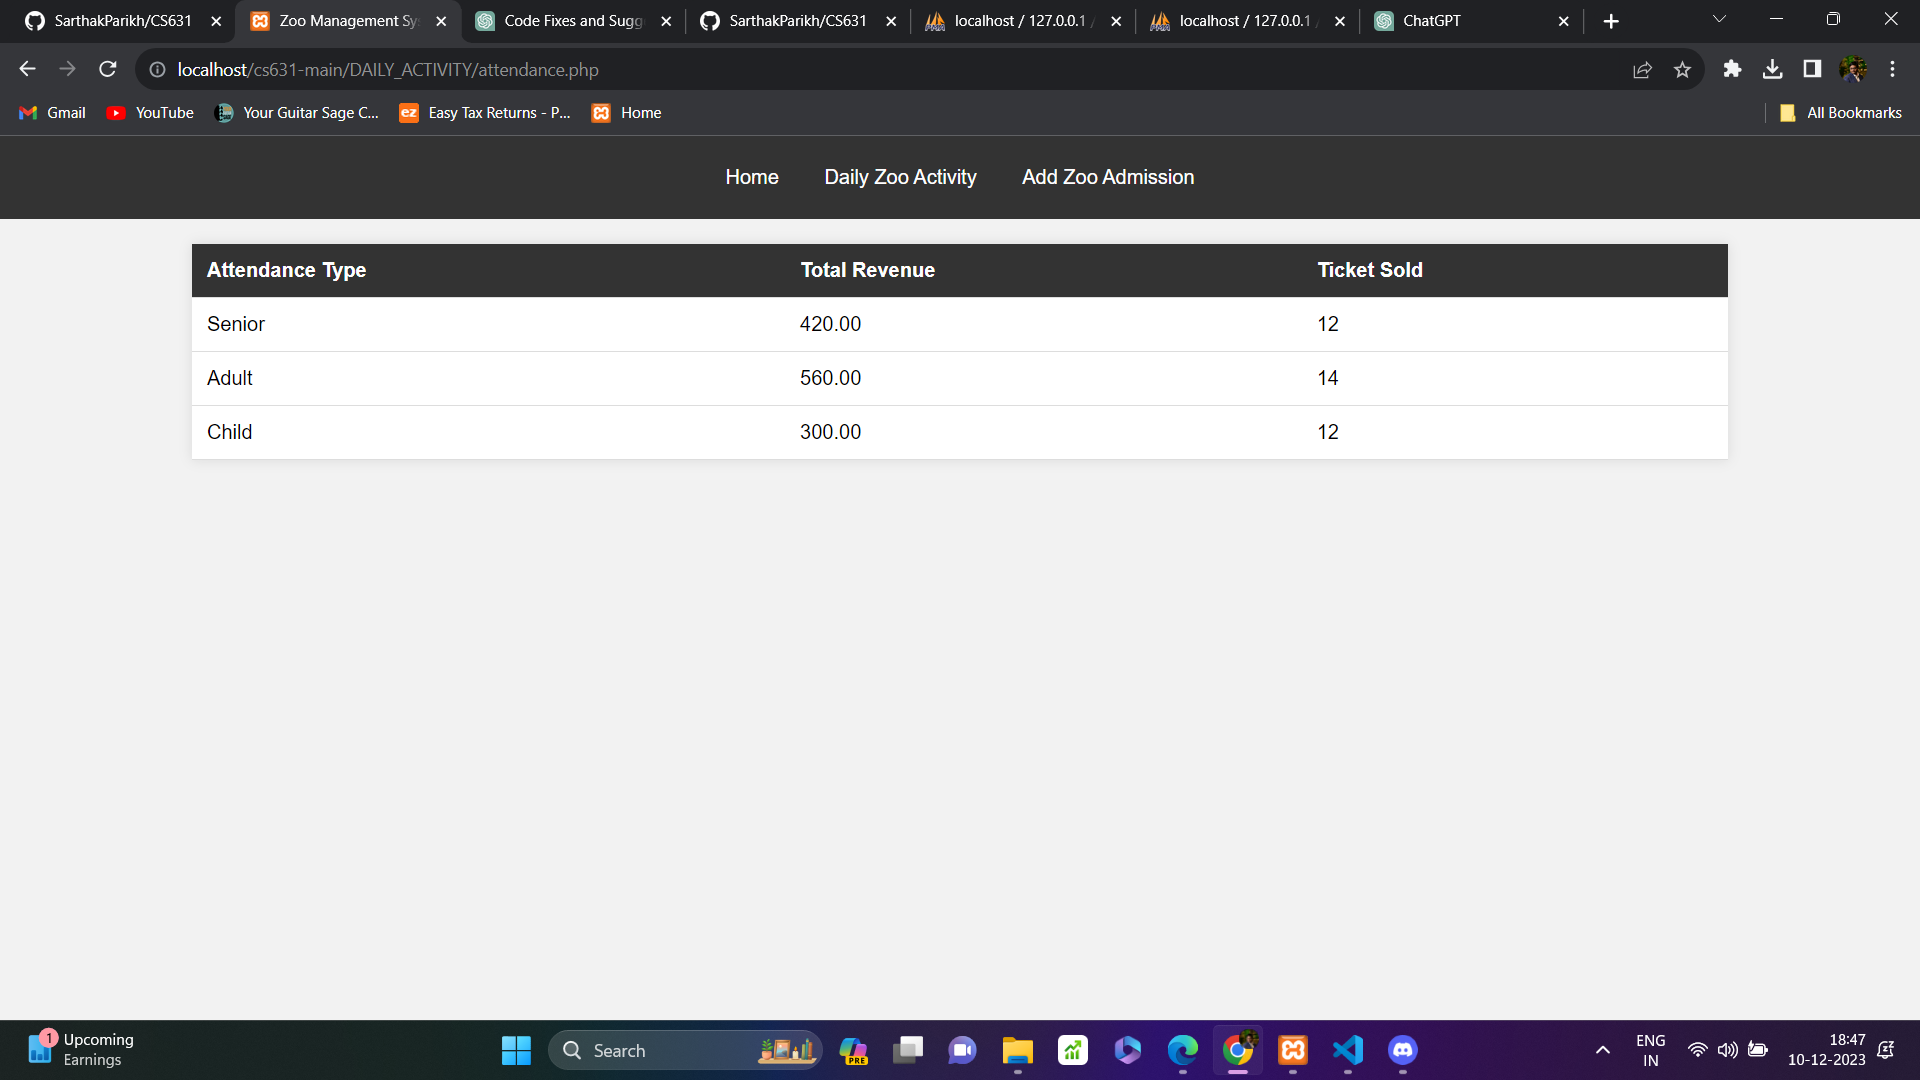 SarthakParikh/CS631
Zoo Management Sy
Code Fixes and Sugg
SarthakParikh/CS631
localhost / 127.0.0.1 /
localhost / 127.0.0.1 /
ChatGPT
localhost/cs631-main/DAILY_ACTIVITY/attendance.php
Gmail
YouTube
Your Guitar Sage C...
ez
Easy Tax Returns - P...
Home
All Bookmarks
Home Daily Zoo Activity Add Zoo Admission
Attendance Type Total Revenue Ticket Sold
Senior 420.00 12
Adult 560.00 14
Child 300.00 12
1
Upcoming
Earnings
Search
PRE
ENG
IN
18:47
10-12-2023